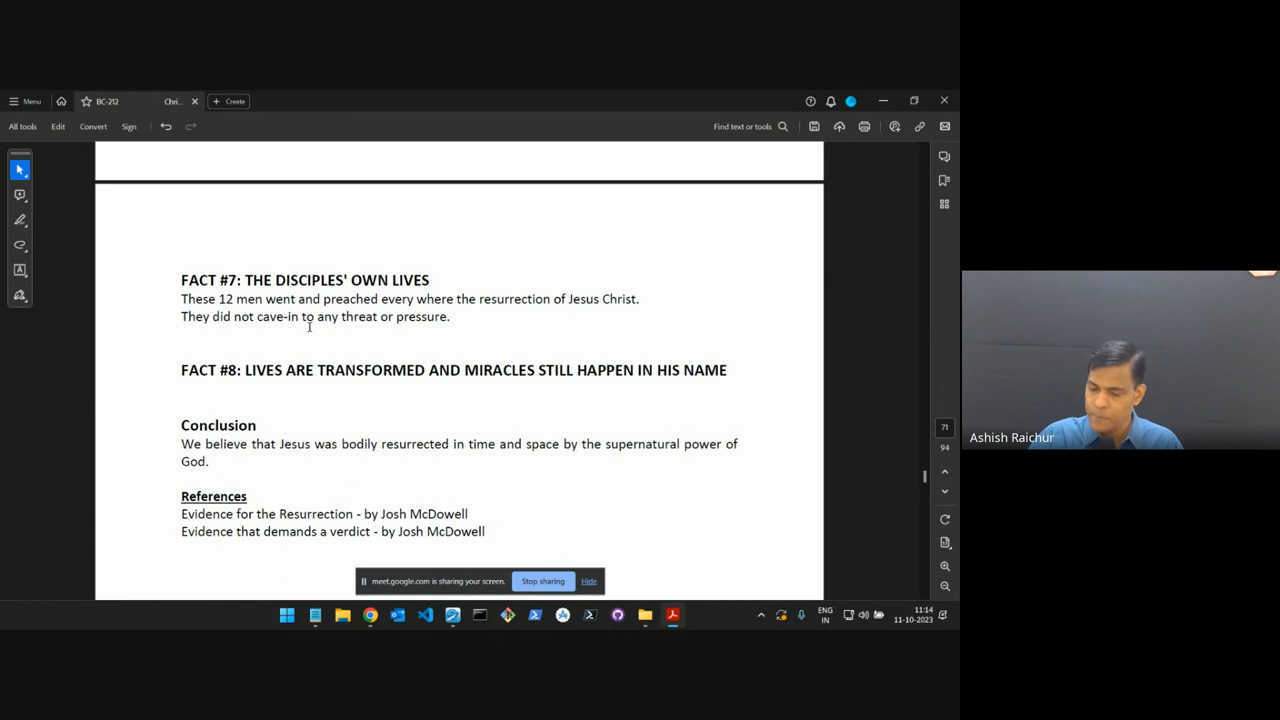 Menu
BC-212
Chri...
Create
All tools
Edit
Convert
Sign
Find text or tools
FACT #7: THE DISCIPLES' OWN LIVES
These 12 men went and preached every where the resurrection of Jesus Christ.
They did not cave-in to any threat or pressure.
FACT #8: LIVES ARE TRANSFORMED AND MIRACLES STILL HAPPEN IN HIS NAME
Conclusion
We believe that Jesus was bodily resurrected in time and space by the supernatural power of
God.
References
Evidence for the Resurrection - by Josh McDowell
Evidence that demands a verdict - by Josh McDowell
71
94
Ashish Raichur
meet.google.com is sharing your screen.
Stop sharing
Hide
ENG
IN
11:14
11-10-2023